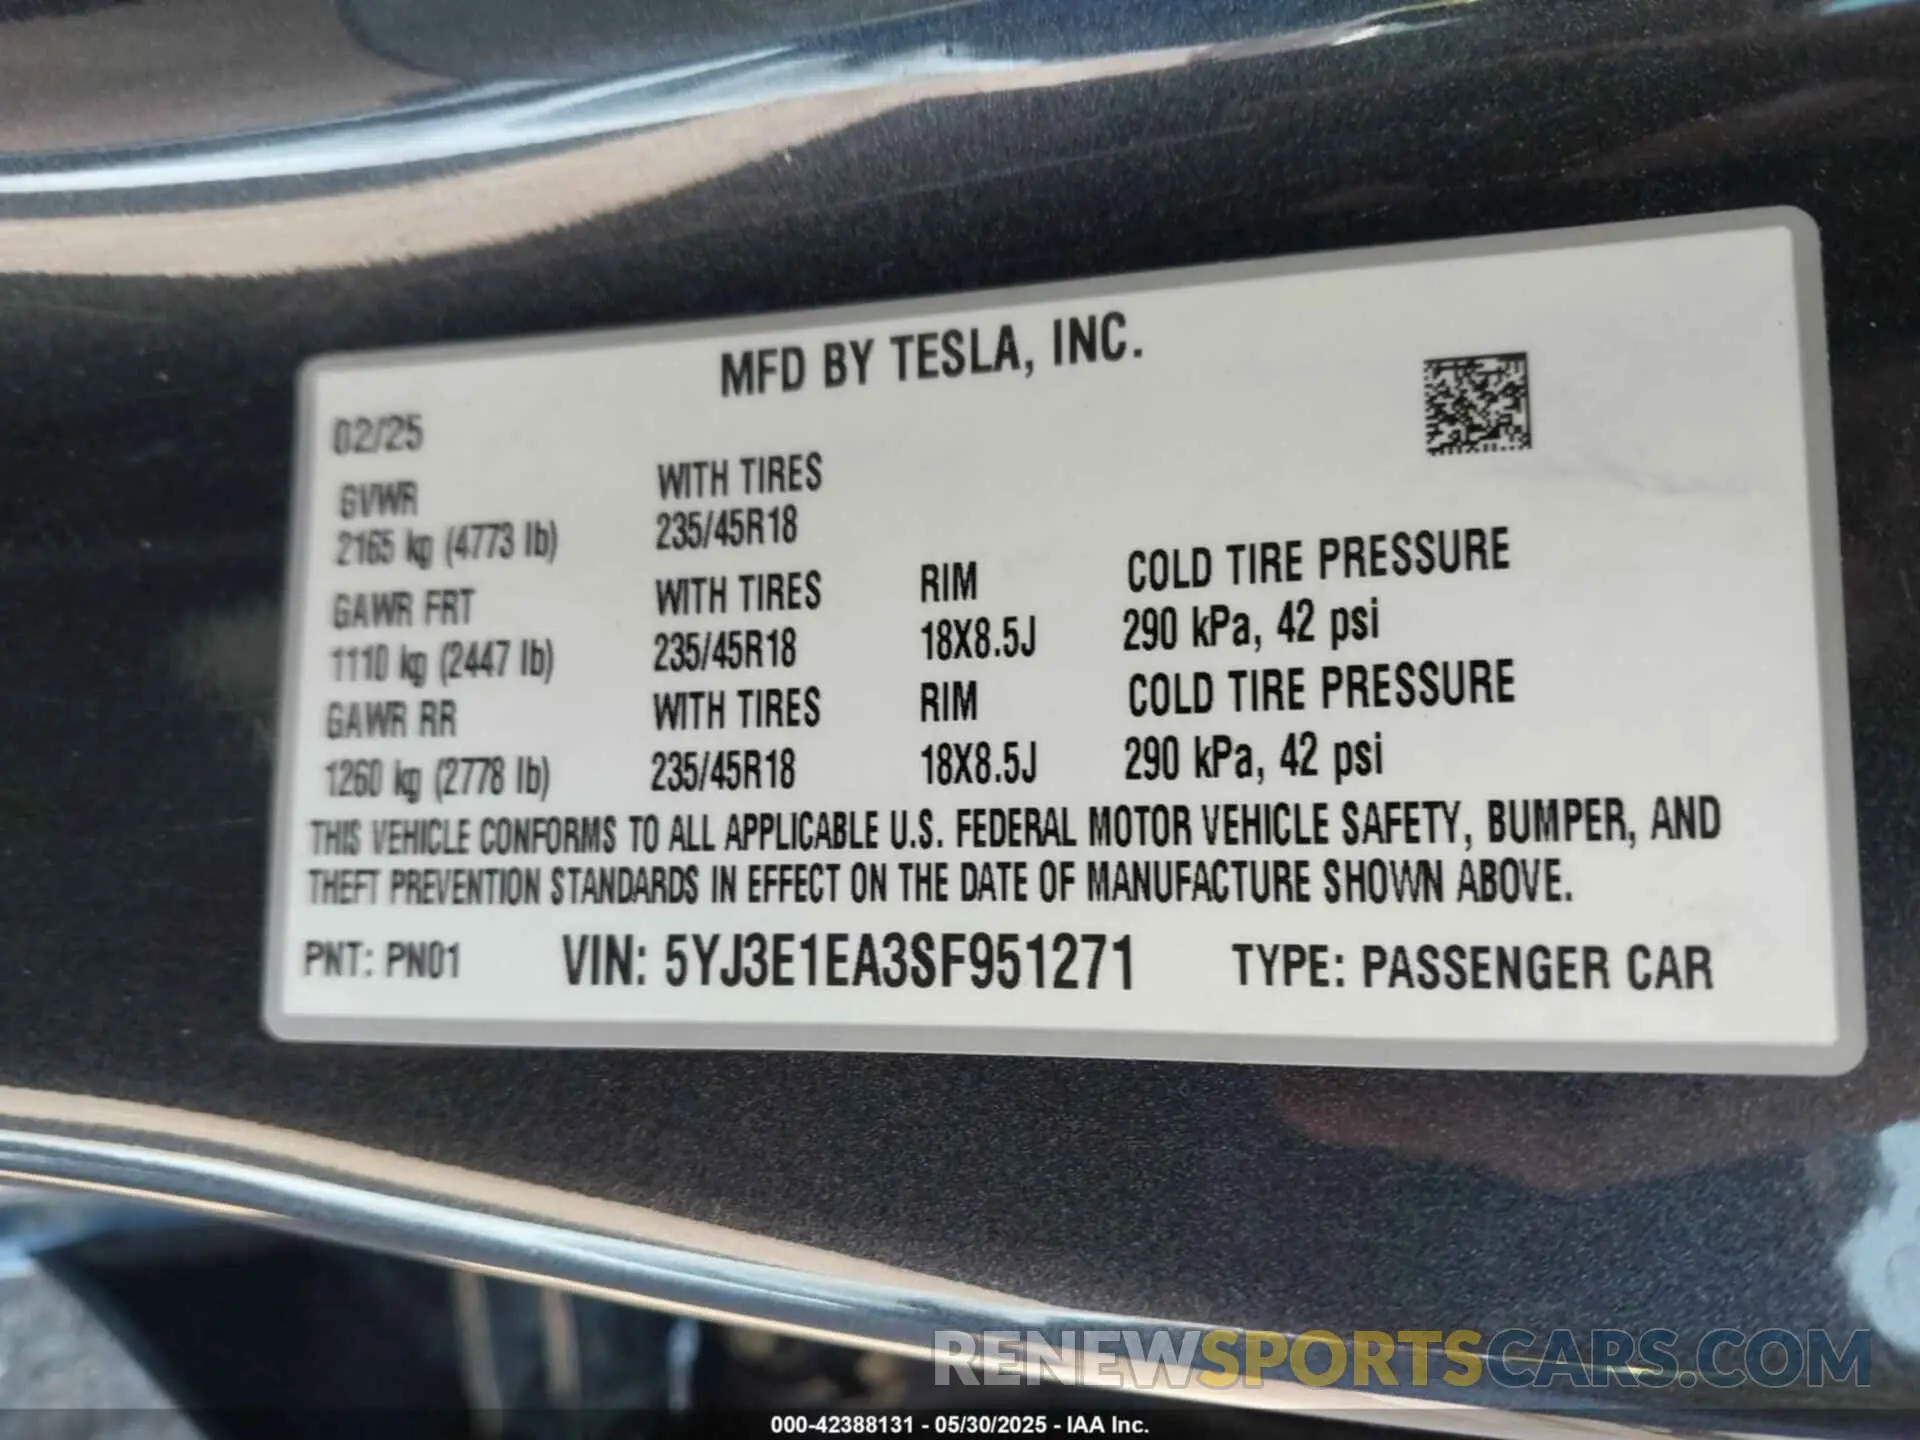 MFD BY TESLA, INC.
02/25
GVWR WITH TIRES
2165 kg (4773 lb) 235/45R18
GAWR FRT WITH TIRES RIM COLD TIRE PRESSURE
1110 kg (2447 lb) 235/45R18 18X8.5J 290 kPa, 42 psi
GAWR RR WITH TIRES RIM COLD TIRE PRESSURE
1260 kg (2778 lb) 235/45R18 18X8.5J 290 kPa, 42 psi
THIS VEHICLE CONFORMS TO ALL APPLICABLE U.S. FEDERAL MOTOR VEHICLE SAFETY, BUMPER, AND
THEFT PREVENTION STANDARDS IN EFFECT ON THE DATE OF MANUFACTURE SHOWN ABOVE.
PNT: PN01 VIN: 5YJ3E1EA3SF951271 TYPE: PASSENGER CAR
RENEWSPORTSCARS.COM
000-42388131 - 05/30/2025 - IAA Inc.